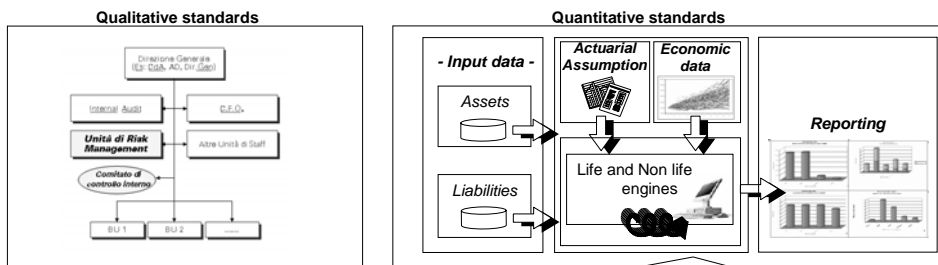 Qualitative standards
Direzione Generale
(Es: CdA, AD, Dir.Gen)
Internal Audit
C.F.O.
Unità di Risk
Management
Altre Unità di Staff
Comitato di
controllo interno
BU 1
BU 2
........
Quantitative standards
- Input data -
Assets
Liabilities
Actuarial
Assumption
Economic
data
Life and Non life
engines
Reporting